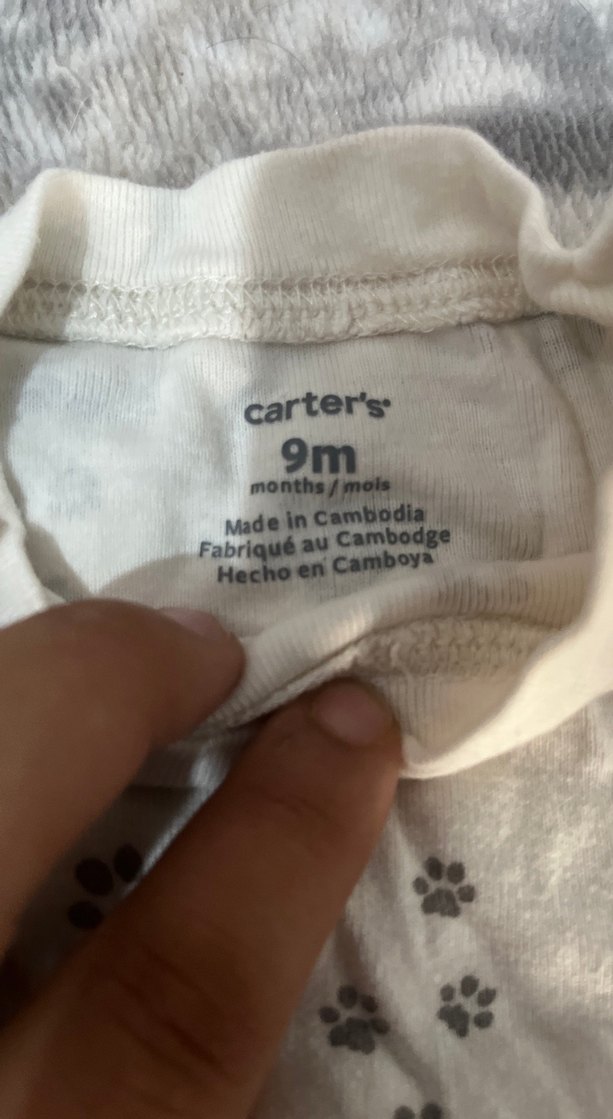 carter's
9m
months / mois
Made in Cambodia
Fabriqué au Cambodge
Hecho en Camboya